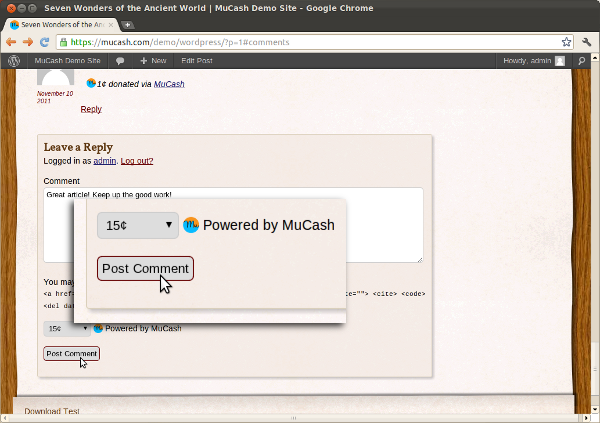 Seven Wonders of the Ancient World | MuCash Demo Site - Google Chrome
Seven Wonders of the Anc
https://mucash.com/demo/wordpress/?p=1#comments
MuCash Demo Site + New Edit Post Howdy, admin
November 10
2011
1¢ donated via MuCash
Reply
Leave a Reply
Logged in as admin. Log out?
Comment
Great article! Keep up the good work!
15¢ Powered by MuCash
Post Comment
You may
<a href= ce=""> <cite> <code>
<del dat
15¢ Powered by MuCash
Post Comment
Download Test